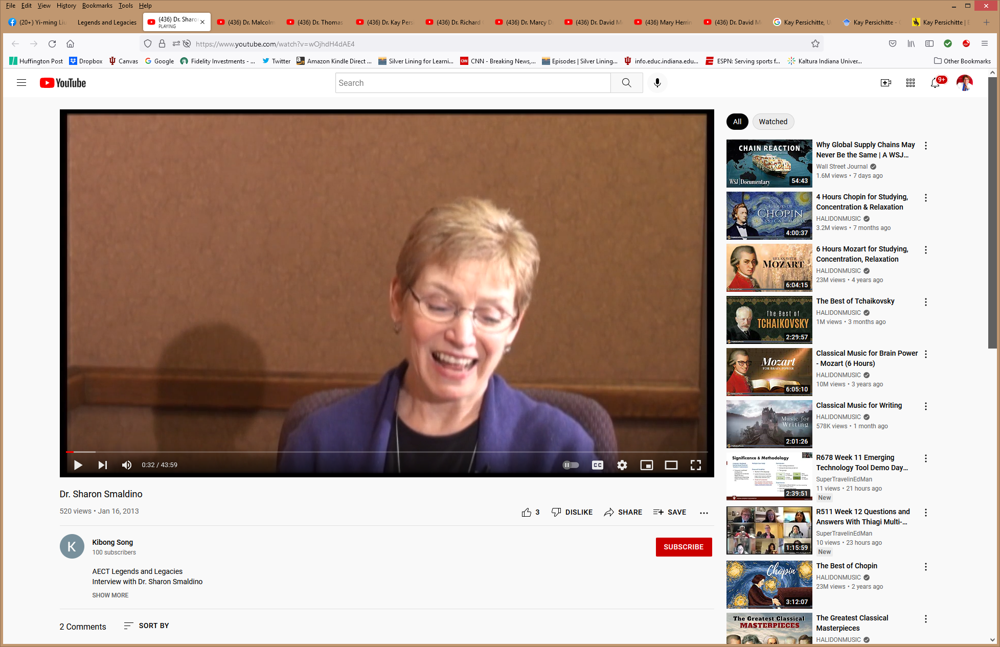 File Edit View History Bookmarks Tools Help
(20+) Yi-ming Liu
Legends and Legacies
(436) Dr. Sharo
PLAYING
(436) Dr. Malcolm
(436) Dr. Thomas
(436) Dr. Kay Pers
(436) Dr. Richard
(436) Dr. Marcy D
(436) Dr. David M
(436) Mary Herrin
(436) Dr. David M
Kay Persichitte, U
Kay Persichitte -
Kay Persichitte | E
https://www.youtube.com/watch?v=wOjhdH4dAE4
Huffington Post Dropbox Canvas Google Fidelity Investments - ... Twitter Amazon Kindle Direct ... Silver Lining for Learni... CNN - Breaking News,... Episodes | Silver Lining... info.educ.indiana.edu... ESPN: Serving sports f... Kaltura Indiana Univer... Other Bookmarks
YouTube
Search
9+
0:32 / 43:59
CC
Dr. Sharon Smaldino
520 views • Jan 16, 2013
3 DISLIKE SHARE SAVE
K
Kibong Song
100 subscribers
SUBSCRIBE
AECT Legends and Legacies
Interview with Dr. Sharon Smaldino
SHOW MORE
2 Comments SORT BY
All Watched
CHAIN REACTION
WSJ | Documentary
54:43
Why Global Supply Chains May
Never Be the Same | A WSJ...
Wall Street Journal
1.6M views • 7 days ago
4 HOURS OF
CHOPIN
CLASSICAL MUSIC
4:00:37
4 Hours Chopin for Studying,
Concentration & Relaxation
HALIDONMUSIC
3.2M views • 7 months ago
RELAX WITH
MOZART
6:04:15
6 Hours Mozart for Studying,
Concentration, Relaxation
HALIDONMUSIC
23M views • 4 years ago
The Best of
TCHAIKOVSKY
2:29:57
The Best of Tchaikovsky
HALIDONMUSIC
1M views • 3 months ago
Mozart
FOR BRAIN POWER
6:05:10
Classical Music for Brain Power
- Mozart (6 Hours)
HALIDONMUSIC
10M views • 3 years ago
Music for
Writing
2:01:26
Classical Music for Writing
HALIDONMUSIC
578K views • 1 month ago
Significance & Methodology
2:39:51
R678 Week 11 Emerging
Technology Tool Demo Day...
SuperTravelinEdMan
11 views • 21 hours ago
New
1:15:59
R511 Week 12 Questions and
Answers With Thiagi Multi-...
SuperTravelinEdMan
10 views • 23 hours ago
New
Chopin
3:12:07
The Best of Chopin
HALIDONMUSIC
23M views • 2 years ago
The Greatest Classical
MASTERPIECES
The Greatest Classical
Masterpieces
HALIDONMUSIC